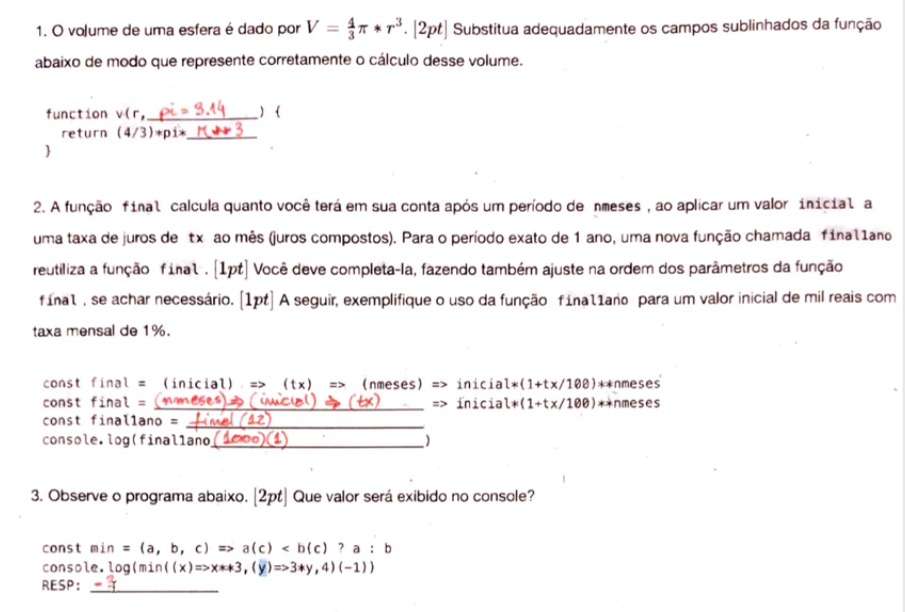 1. O volume de uma esfera é dado por V = 4/3 π * r³. [2pt] Substitua adequadamente os campos sublinhados da função
abaixo de modo que represente corretamente o cálculo desse volume.
function v(r, pi = 3.14) {
return (4/3)*pi* r**3
}
2. A função final calcula quanto você terá em sua conta após um período de nmeses , ao aplicar um valor inicial a
uma taxa de juros de tx ao mês (juros compostos). Para o período exato de 1 ano, uma nova função chamada final1ano
reutiliza a função final . [1pt] Você deve completa-la, fazendo também ajuste na ordem dos parâmetros da função
final , se achar necessário. [1pt] A seguir, exemplifique o uso da função final1ano para um valor inicial de mil reais com
taxa mensal de 1%.
const final = (inicial) => (tx) => (nmeses) => inicial*(1+tx/100)**nmeses
const final = (nmeses) => (inicial) => (tx) => inicial*(1+tx/100)**nmeses
const final1ano = final (12)
console.log(final1ano (1000)(1) )
3. Observe o programa abaixo. [2pt] Que valor será exibido no console?
const min = (a, b, c) => a(c) < b(c) ? a : b
console.log(min((x)=>x**3,(y)=>3*y,4)(-1))
RESP: -3